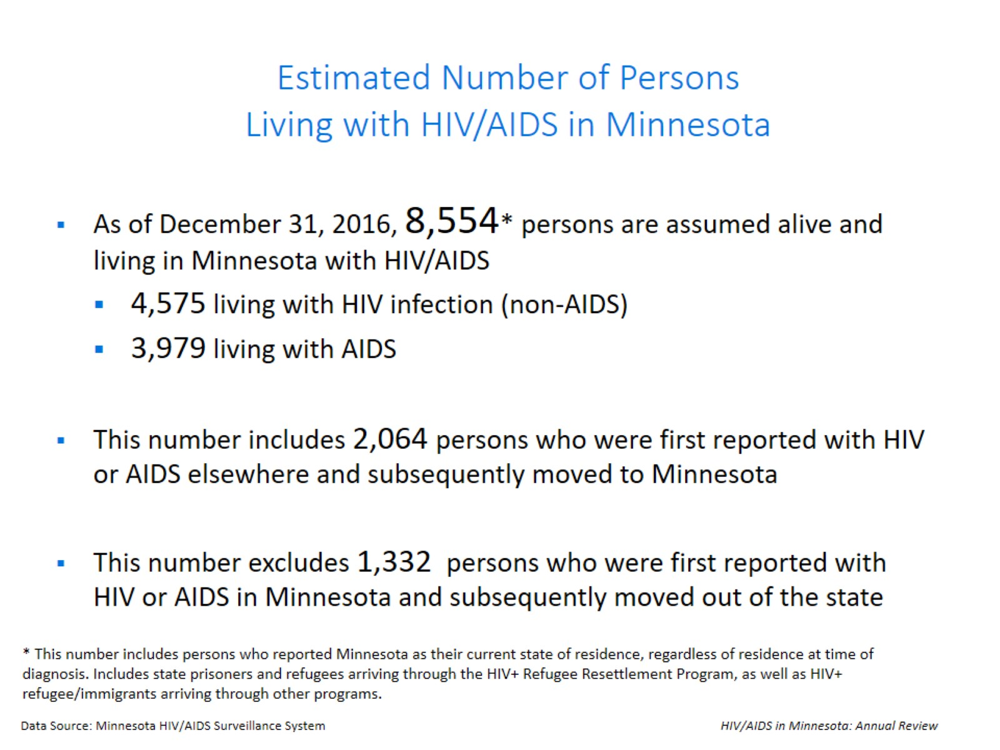 Estimated Number of Persons
Living with HIV/AIDS in Minnesota
▪ As of December 31, 2016, 8,554* persons are assumed alive and
living in Minnesota with HIV/AIDS
▪ 4,575 living with HIV infection (non-AIDS)
▪ 3,979 living with AIDS
▪ This number includes 2,064 persons who were first reported with HIV
or AIDS elsewhere and subsequently moved to Minnesota
▪ This number excludes 1,332 persons who were first reported with
HIV or AIDS in Minnesota and subsequently moved out of the state
* This number includes persons who reported Minnesota as their current state of residence, regardless of residence at time of
diagnosis. Includes state prisoners and refugees arriving through the HIV+ Refugee Resettlement Program, as well as HIV+
refugee/immigrants arriving through other programs.
Data Source: Minnesota HIV/AIDS Surveillance System
HIV/AIDS in Minnesota: Annual Review